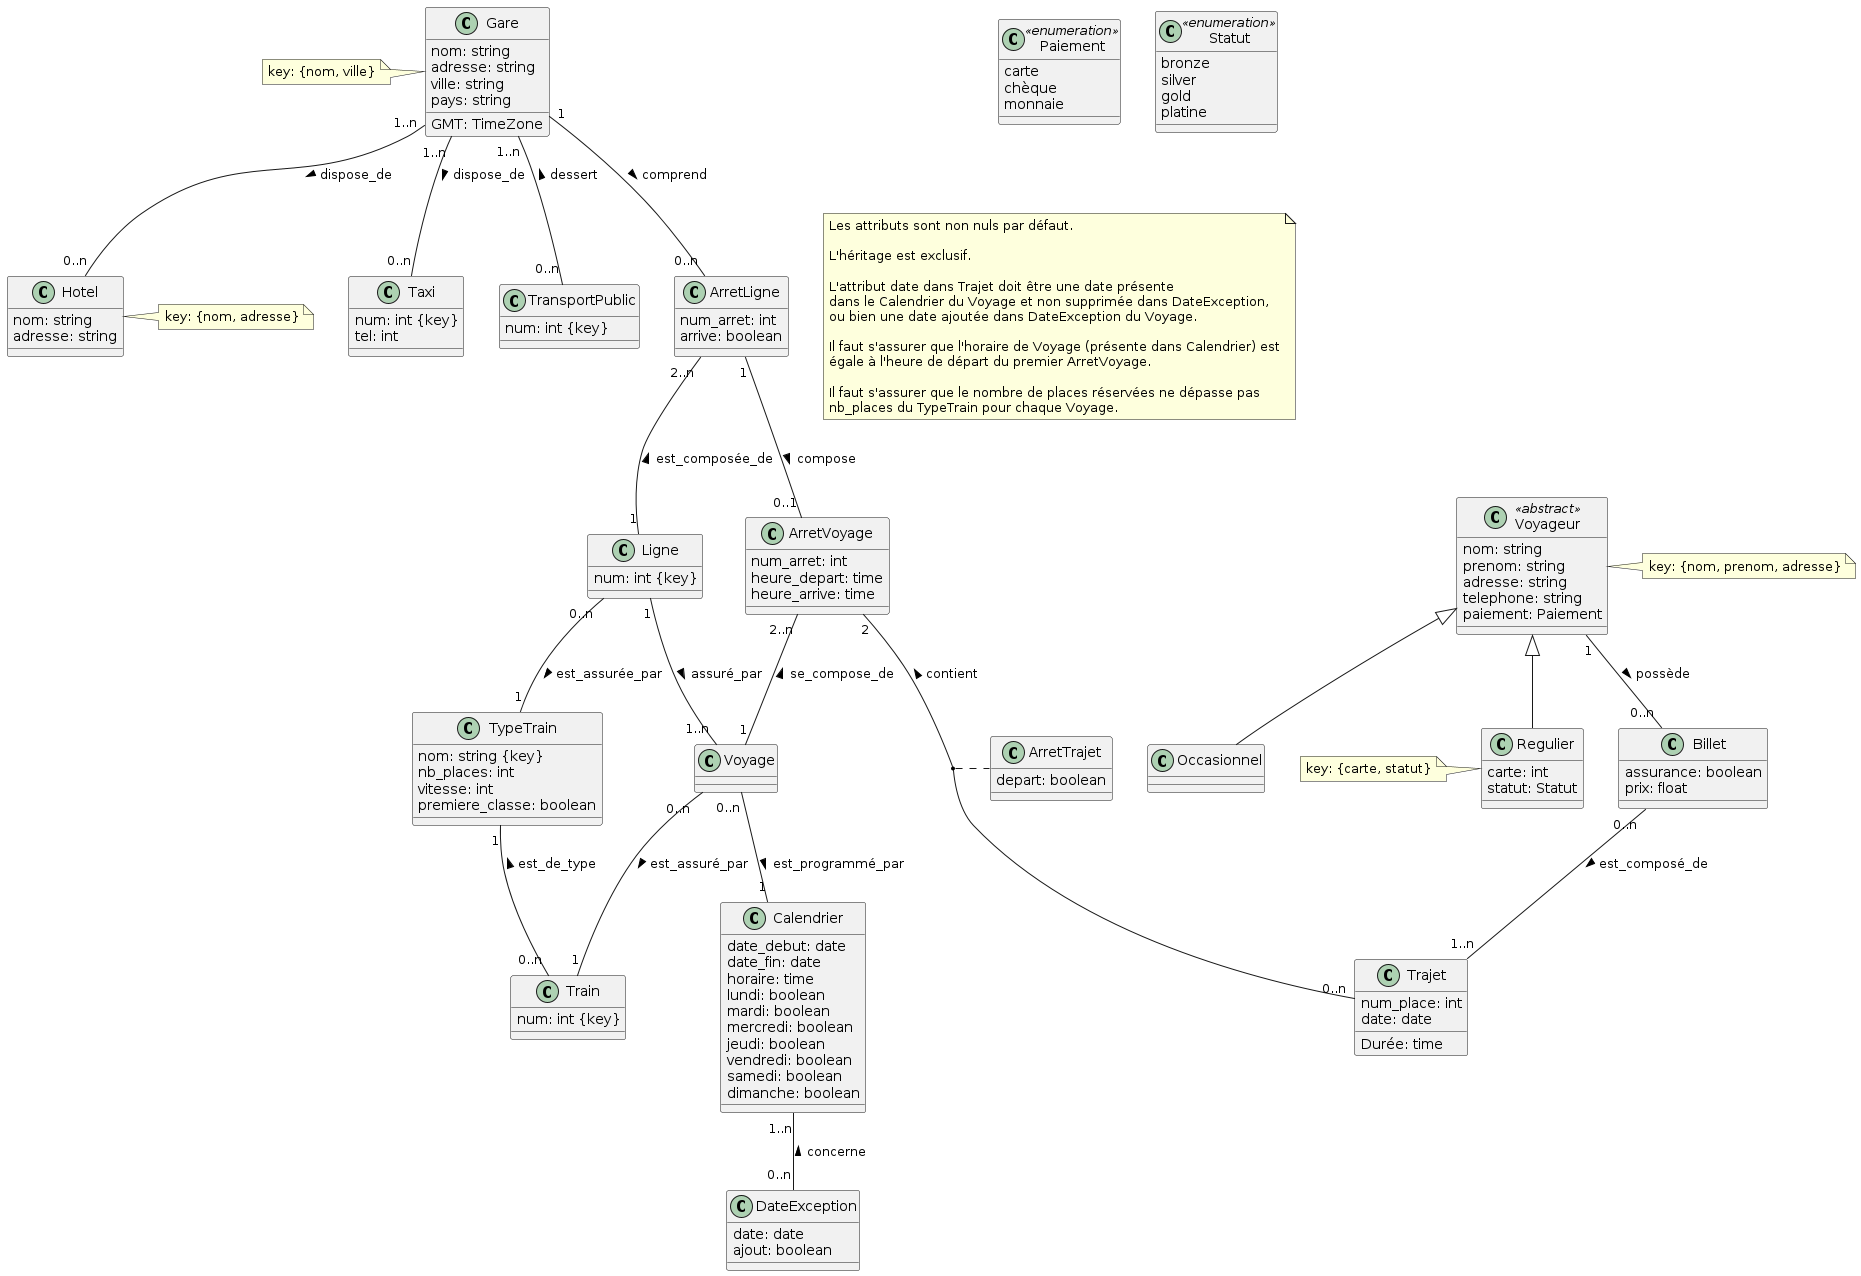 C Gare
nom: string
adresse: string
ville: string
pays: string
GMT: TimeZone
key: {nom, ville}
C «enumeration»
Paiement
carte
chèque
monnaie
C «enumeration»
Statut
bronze
silver
gold
platine
1..n
1..n
1..n
1
dispose_de
dispose_de
dessert
comprend
0..n
0..n
0..n
0..n
C Hotel
nom: string
adresse: string
key: {nom, adresse}
C Taxi
num: int {key}
tel: int
C TransportPublic
num: int {key}
C ArretLigne
num_arret: int
arrive: boolean
Les attributs sont non nuls par défaut.
L'héritage est exclusif.
L'attribut date dans Trajet doit être une date présente
dans le Calendrier du Voyage et non supprimée dans DateException,
ou bien une date ajoutée dans DateException du Voyage.
Il faut s'assurer que l'horaire de Voyage (présente dans Calendrier) est
égale à l'heure de départ du premier ArretVoyage.
Il faut s'assurer que le nombre de places réservées ne dépasse pas
nb_places du TypeTrain pour chaque Voyage.
2..n
1
est_composée_de
compose
1
0..1
C Ligne
num: int {key}
C ArretVoyage
num_arret: int
heure_depart: time
heure_arrive: time
C «abstract»
Voyageur
nom: string
prenom: string
adresse: string
telephone: string
paiement: Paiement
key: {nom, prenom, adresse}
0..n
1
2..n
2
1
est_assurée_par
assuré_par
se_compose_de
contient
possède
1
1..n
1
0..n
C TypeTrain
nom: string {key}
nb_places: int
vitesse: int
premiere_classe: boolean
C Voyage
C ArretTrajet
depart: boolean
C Occasionnel
key: {carte, statut}
C Regulier
carte: int
statut: Statut
C Billet
assurance: boolean
prix: float
1
0..n
0..n
0..n
est_de_type
est_assuré_par
est_programmé_par
est_composé_de
0..n
1
1
1..n
0..n
C Train
num: int {key}
C Calendrier
date_debut: date
date_fin: date
horaire: time
lundi: boolean
mardi: boolean
mercredi: boolean
jeudi: boolean
vendredi: boolean
samedi: boolean
dimanche: boolean
C Trajet
num_place: int
date: date
Durée: time
1..n
concerne
0..n
C DateException
date: date
ajout: boolean